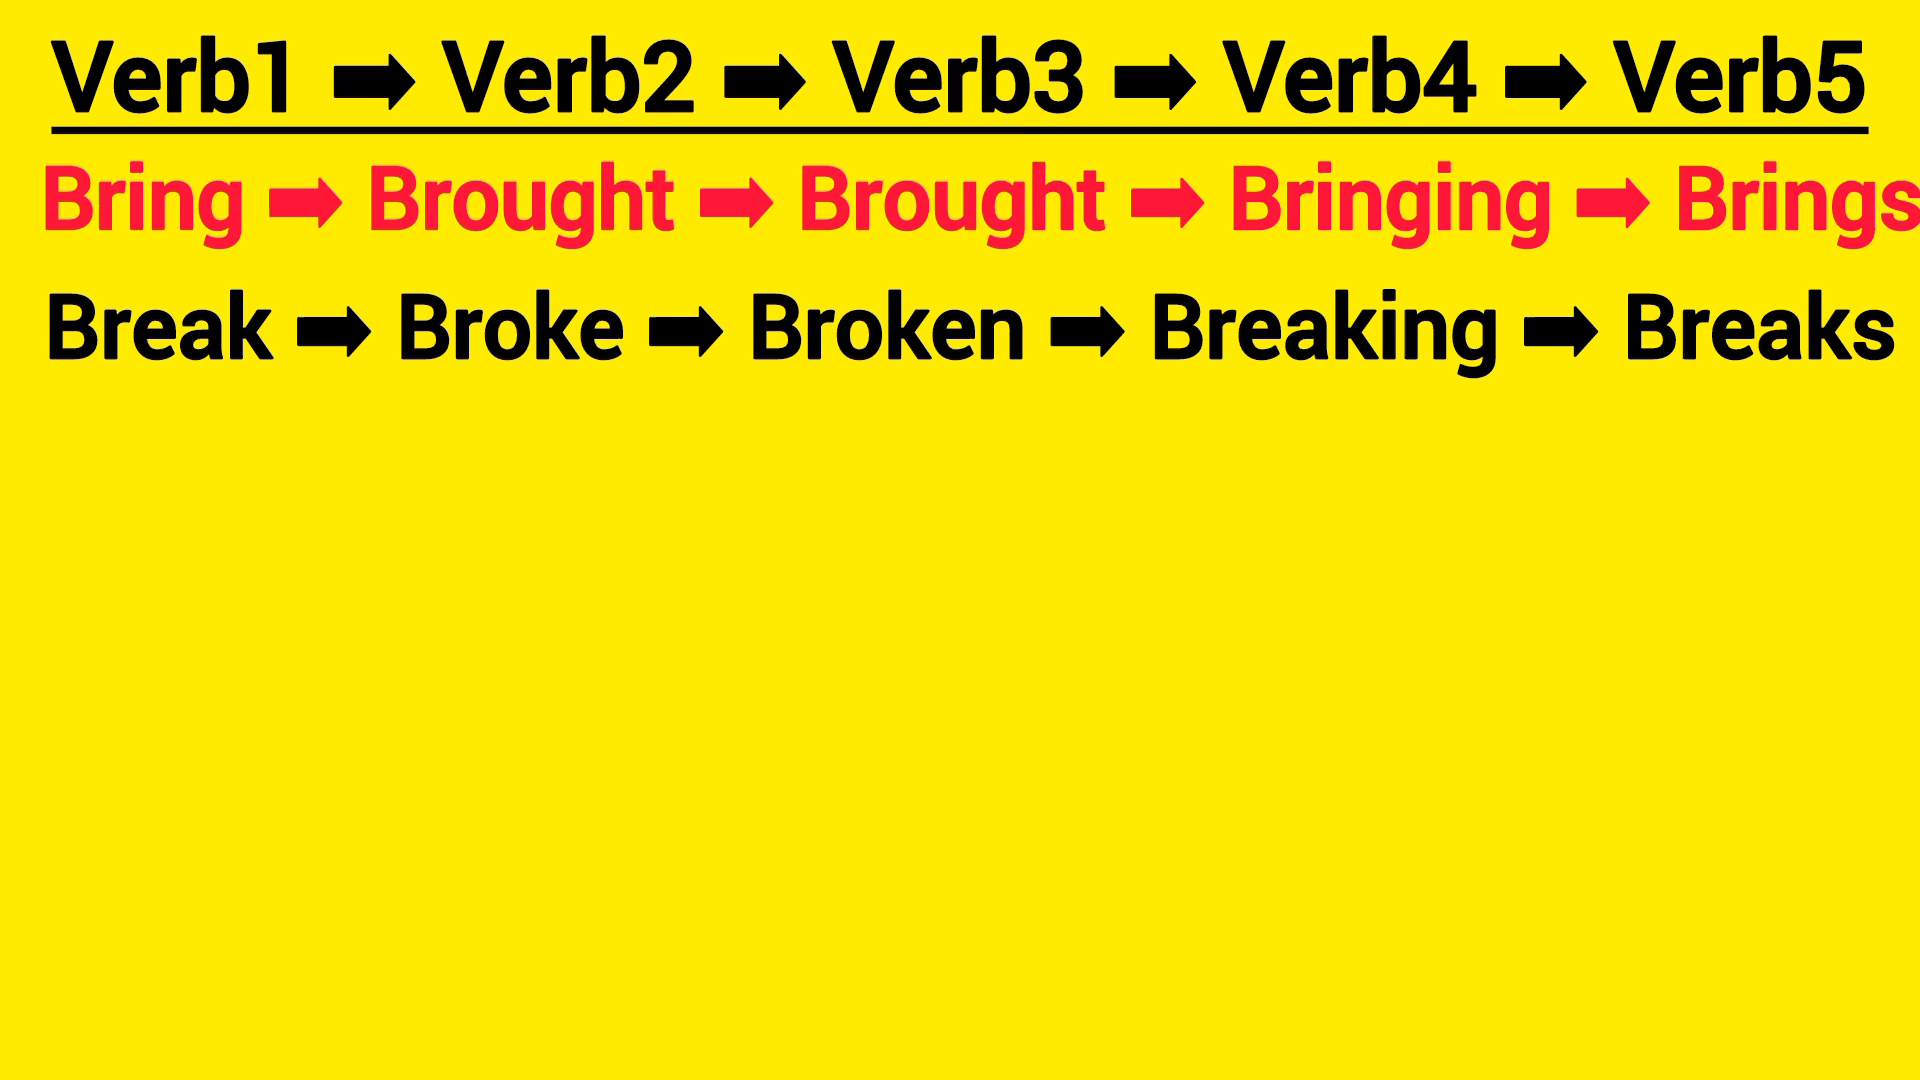 Verb1 ➡ Verb2 ➡ Verb3 ➡ Verb4 ➡ Verb5
Bring ➡ Brought ➡ Brought ➡ Bringing ➡ Brings
Break ➡ Broke ➡ Broken ➡ Breaking ➡ Breaks